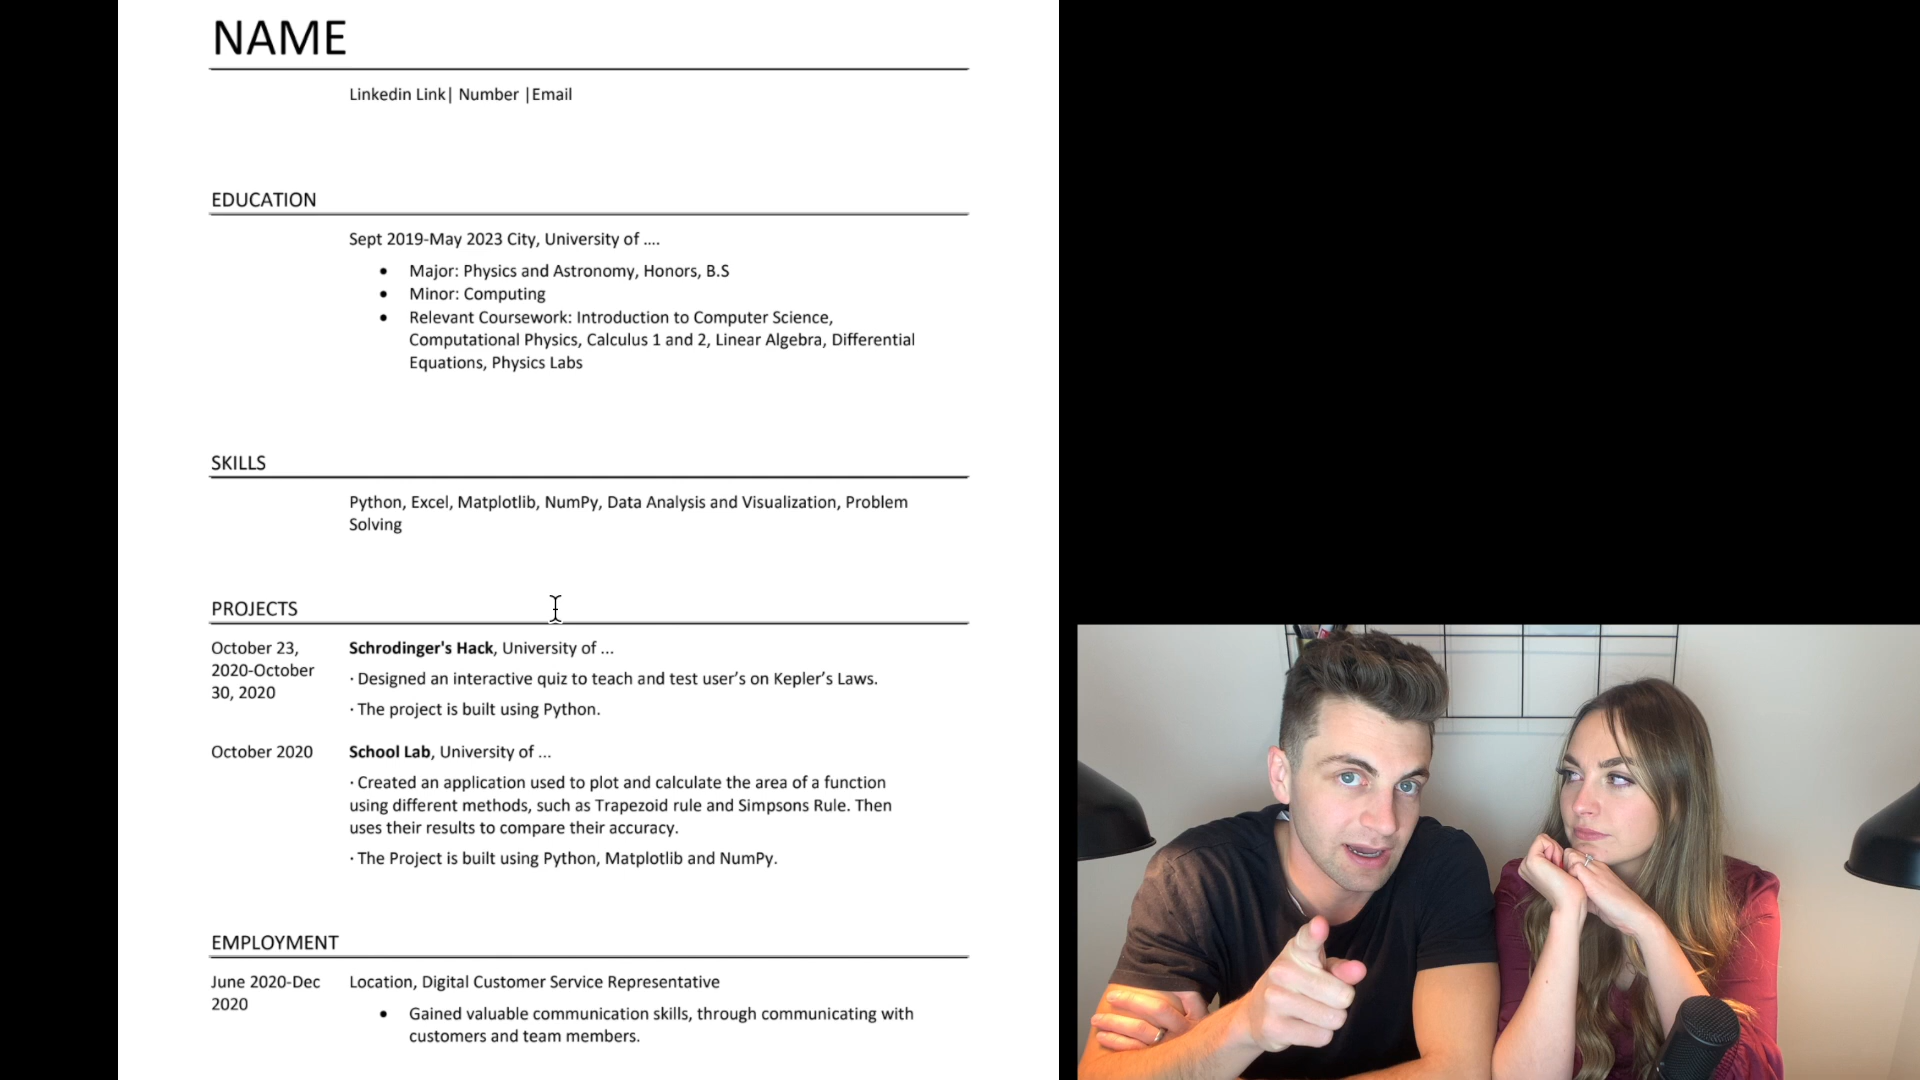 NAME
Linkedin Link| Number |Email
EDUCATION
Sept 2019-May 2023 City, University of ....
• Major: Physics and Astronomy, Honors, B.S
• Minor: Computing
• Relevant Coursework: Introduction to Computer Science,
Computational Physics, Calculus 1 and 2, Linear Algebra, Differential
Equations, Physics Labs
SKILLS
Python, Excel, Matplotlib, NumPy, Data Analysis and Visualization, Problem
Solving
PROJECTS
October 23,
2020-October
30, 2020
Schrodinger's Hack, University of ...
· Designed an interactive quiz to teach and test user’s on Kepler’s Laws.
· The project is built using Python.
October 2020
School Lab, University of ...
· Created an application used to plot and calculate the area of a function
using different methods, such as Trapezoid rule and Simpsons Rule. Then
uses their results to compare their accuracy.
· The Project is built using Python, Matplotlib and NumPy.
EMPLOYMENT
June 2020-Dec
2020
Location, Digital Customer Service Representative
• Gained valuable communication skills, through communicating with
customers and team members.